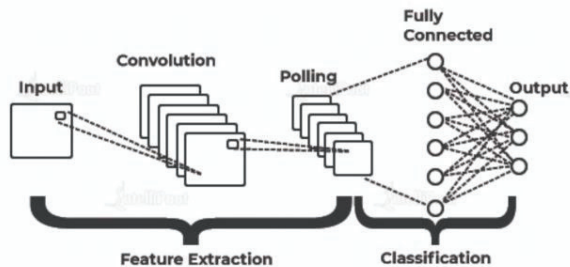 Fully
Connected
Convolution
Polling
Input
Output
Feature Extraction
Classification